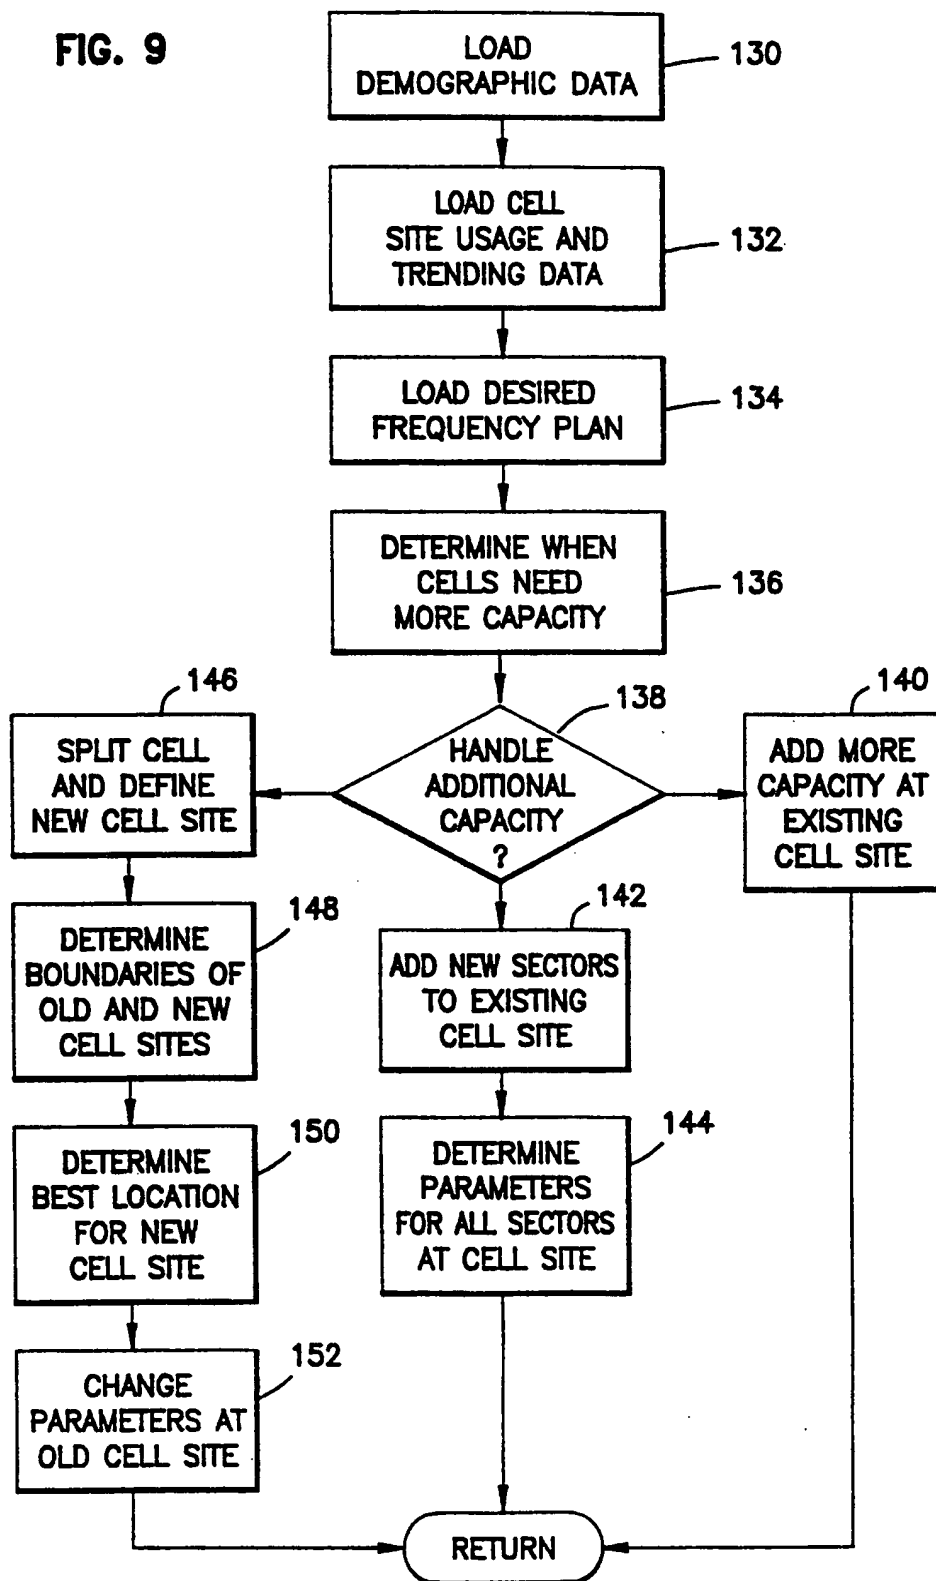 FIG. 9
LOAD
DEMOGRAPHIC DATA
130
LOAD CELL
SITE USAGE AND
TRENDING DATA
132
LOAD DESIRED
FREQUENCY PLAN
134
DETERMINE WHEN
CELLS NEED
MORE CAPACITY
136
138
HANDLE
ADDITIONAL
CAPACITY
?
146
SPLIT CELL
AND DEFINE
NEW CELL SITE
148
DETERMINE
BOUNDARIES OF
OLD AND NEW
CELL SITES
150
DETERMINE
BEST LOCATION
FOR NEW
CELL SITE
152
CHANGE
PARAMETERS AT
OLD CELL SITE
142
ADD NEW SECTORS
TO EXISTING
CELL SITE
144
DETERMINE
PARAMETERS
FOR ALL SECTORS
AT CELL SITE
140
ADD MORE
CAPACITY AT
EXISTING
CELL SITE
RETURN